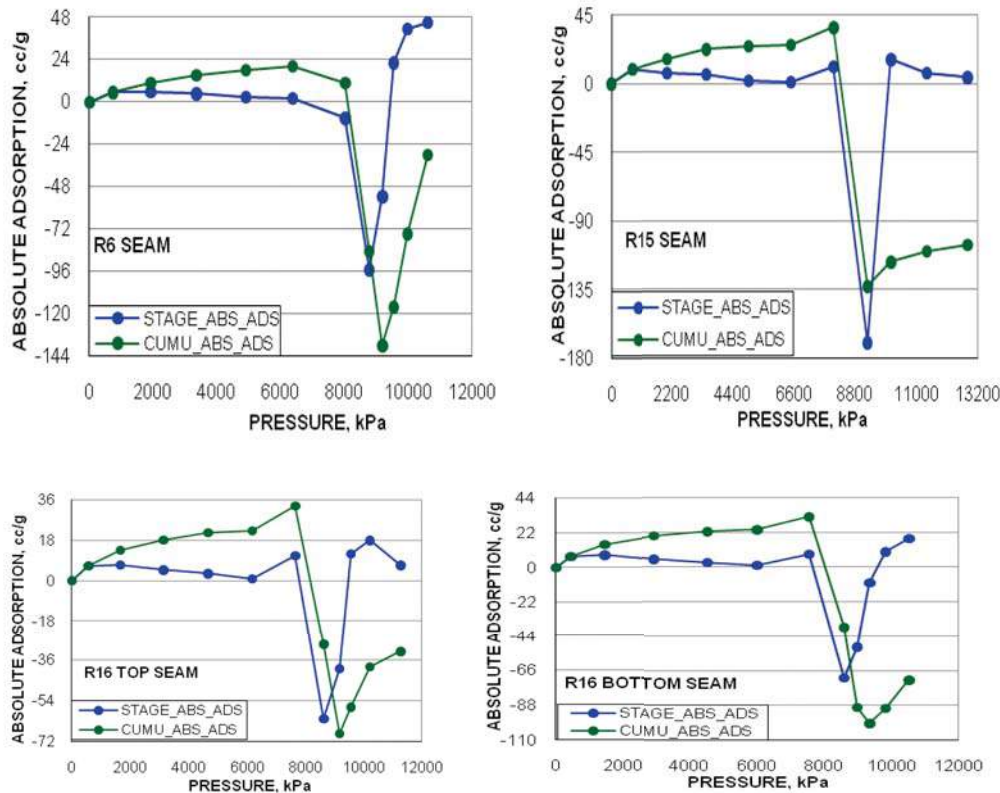 ABSOLUTE ADSORPTION, cc/g
48
24
0
-24
-48
-72
-96
-120
-144
R6 SEAM
STAGE_ABS_ADS
CUMU_ABS_ADS
0 2000 4000 6000 8000 10000 12000
PRESSURE, kPa
ABSOLUTE ADSORPTION, cc/g
45
0
-45
-90
-135
-180
R15 SEAM
STAGE_ABS_ADS
CUMU_ABS_ADS
0 2200 4400 6600 8800 11000 13200
PRESSURE, kPa
ABSOLUTE ADSORPTION, cc/g
36
18
0
-18
-36
-54
-72
R16 TOP SEAM
STAGE_ABS_ADS
CUMU_ABS_ADS
0 2000 4000 6000 8000 10000 12000
PRESSURE, kPa
ABSOLUTE ADSORPTION, cc/g
44
22
0
-22
-44
-66
-88
-110
R16 BOTTOM SEAM
STAGE_ABS_ADS
CUMU_ABS_ADS
0 2000 4000 6000 8000 10000 12000
PRESSURE, kPa